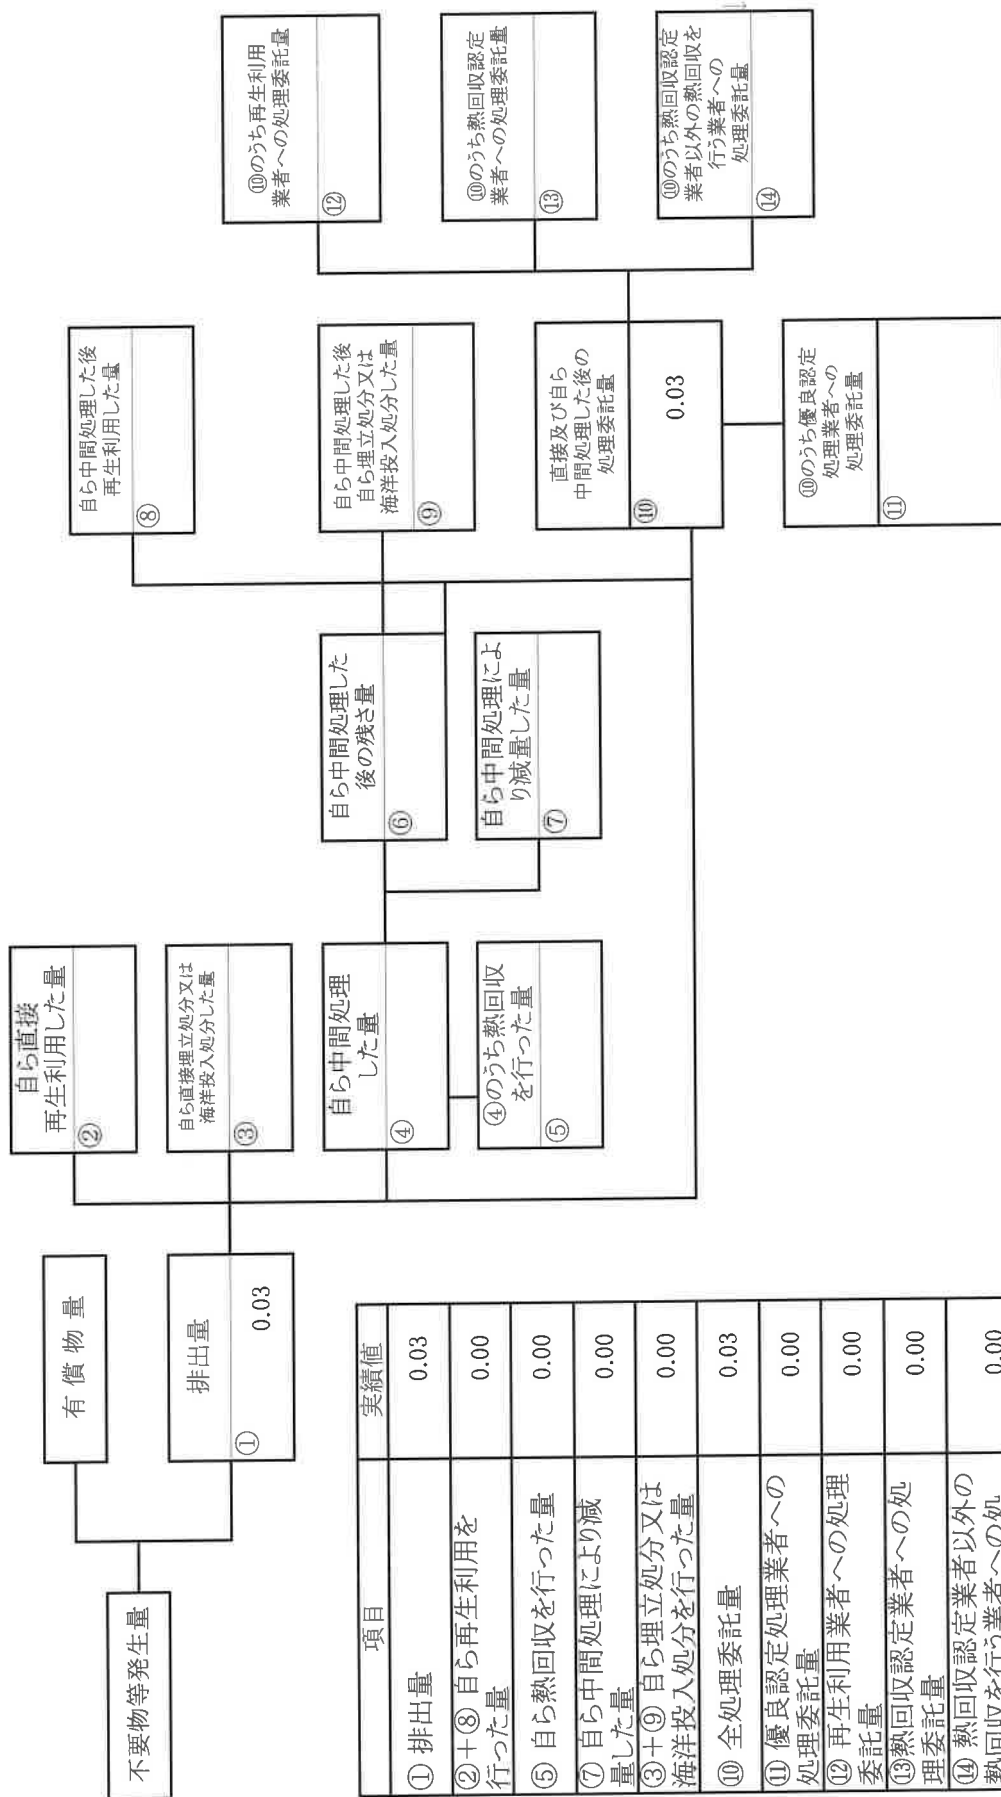 不要物等発生量
有償物量
排出量
①
0.03
自ら直接
再生利用した量
②
自ら直接埋立処分又は
海洋投入処分した量
③
自ら中間処理
した量
④
④のうち熱回収
を行った量
⑤
自ら中間処理した
後の残さ量
⑥
自ら中間処理によ
り減量した量
⑦
自ら中間処理した後
再生利用した量
⑧
自ら中間処理した後
自ら埋立処分又は
海洋投入処分した量
⑨
直接及び自ら
中間処理した後の
処理委託量
⑩
0.03
⑩のうち優良認定
処理業者への
処理委託量
⑪
⑩のうち再生利用
業者への処理委託量
⑫
⑩のうち熱回収認定
業者への処理委託量
⑬
⑩のうち熱回収認定
業者以外の熱回収を
行う業者への
処理委託量
⑭
項目 実績値
①排出量 0.03
②+⑧ 自ら再生利用を
行った量 0.00
⑤ 自ら熱回収を行った量 0.00
⑦ 自ら中間処理により減
量した量 0.00
③+⑨ 自ら埋立処分又は
海洋投入処分を行った量 0.00
⑩ 全処理委託量 0.03
⑪ 優良認定処理業者への
処理委託量 0.00
⑫ 再生利用業者への処理
委託量 0.00
⑬熱回収認定業者への処
理委託量 0.00
⑭ 熱回収認定業者以外の
熱回収を行う業者への処 0.00